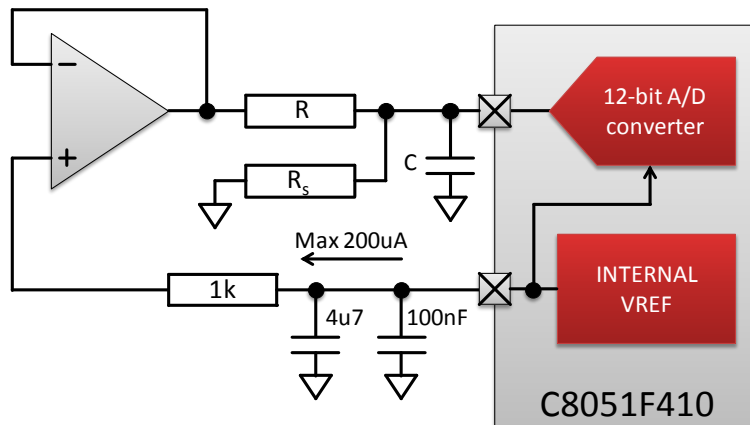 −
+
R
Rs
C
12-bit A/D
converter
Max 200uA
1k
4u7
100nF
INTERNAL
VREF
C8051F410